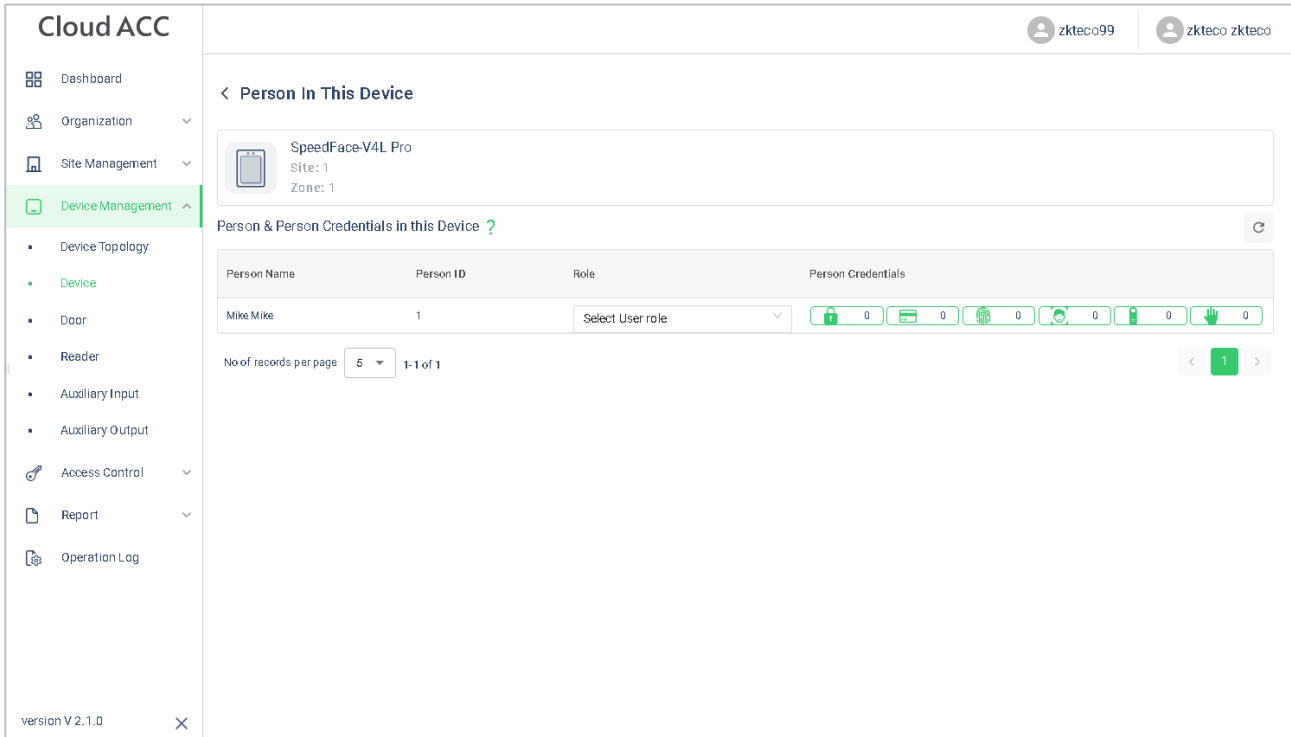 Cloud ACC
zkteco99
zkteco zkteco
Dashboard
Organization
Site Management
Device Management
Device Topology
Device
Door
Reader
Auxiliary Input
Auxiliary Output
Access Control
Report
Operation Log
version V 2.1.0
Person In This Device
SpeedFace-V4L Pro
Site: 1
Zone: 1
Person & Person Credentials in this Device ?
Person Name Person ID Role Person Credentials
Mike Mike 1 Select User role 0 0 0 0 0 0
No of records per page 5 1-1 of 1 < 1 >